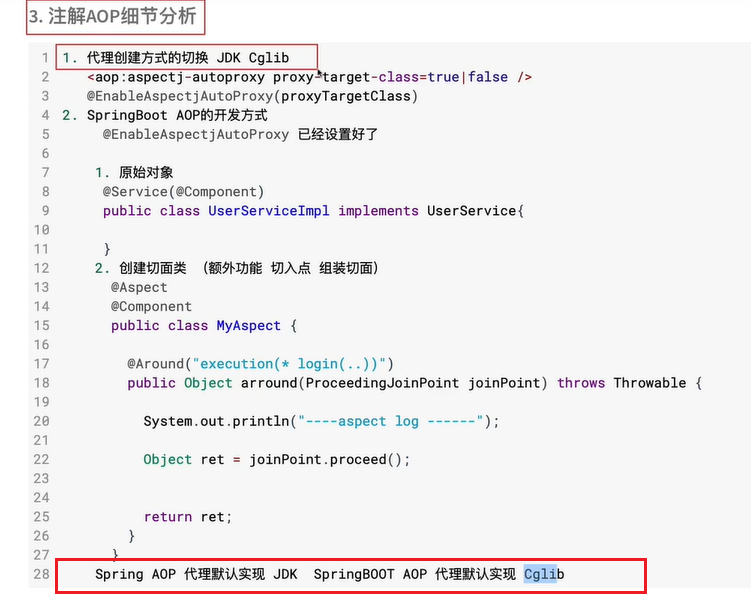 3. 注解AOP细节分析
1 1. 代理创建方式的切换 JDK Cglib
2 <aop:aspectj-autoproxy proxy-target-class=true|false />
3 @EnableAspectjAutoProxy(proxyTargetClass)
4 2. SpringBoot AOP的开发方式
5 @EnableAspectjAutoProxy 已经设置好了
6
7 1. 原始对象
8 @Service(@Component)
9 public class UserServiceImpl implements UserService{
10
11 }
12 2. 创建切面类 （额外功能 切入点 组装切面）
13 @Aspect
14 @Component
15 public class MyAspect {
16
17 @Around("execution(* login(..))")
18 public Object arround(ProceedingJoinPoint joinPoint) throws Throwable {
19
20 System.out.println("----aspect log ------");
21
22 Object ret = joinPoint.proceed();
23
24
25 return ret;
26 }
27 }
28 Spring AOP 代理默认实现 JDK SpringBOOT AOP 代理默认实现 Cglib